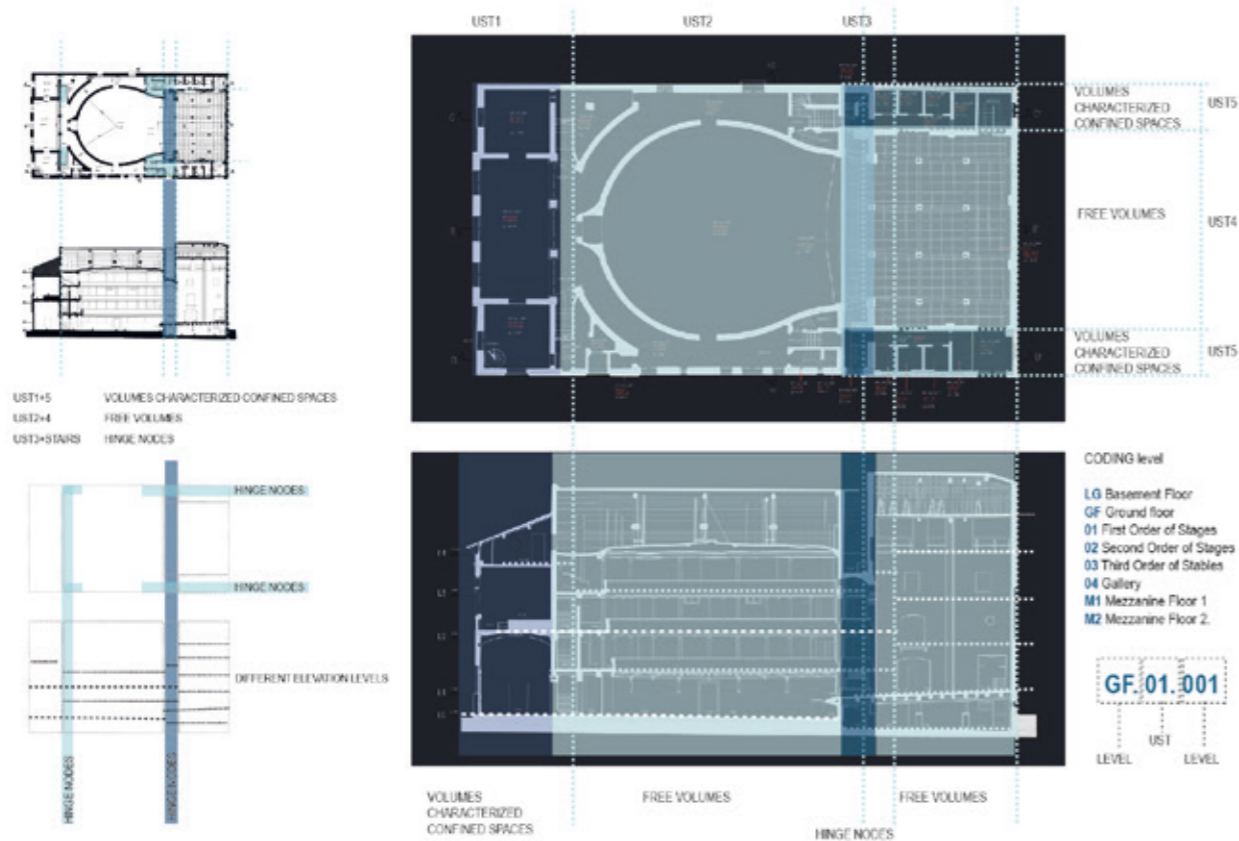 UST1
UST2
UST3
VOLUMES
CHARACTERIZED
CONFINED SPACES
UST5
FREE VOLUMES
UST4
VOLUMES
CHARACTERIZED
CONFINED SPACES
UST5
UST1+5 VOLUMES CHARACTERIZED CONFINED SPACES
UST2+4 FREE VOLUMES
UST3+STAIRS HINGE NODES
HINGE NODES
HINGE NODES
DIFFERENT ELEVATION LEVELS
HINGE NODES
HINGE NODES
CODING level
LG Basement Floor
GF Ground floor
01 First Order of Stages
02 Second Order of Stages
03 Third Order of Stables
04 Gallery
M1 Mezzanine Floor 1
M2 Mezzanine Floor 2.
GF. 01. 001
UST
LEVEL
LEVEL
VOLUMES
CHARACTERIZED
CONFINED SPACES
FREE VOLUMES
HINGE NODES
FREE VOLUMES